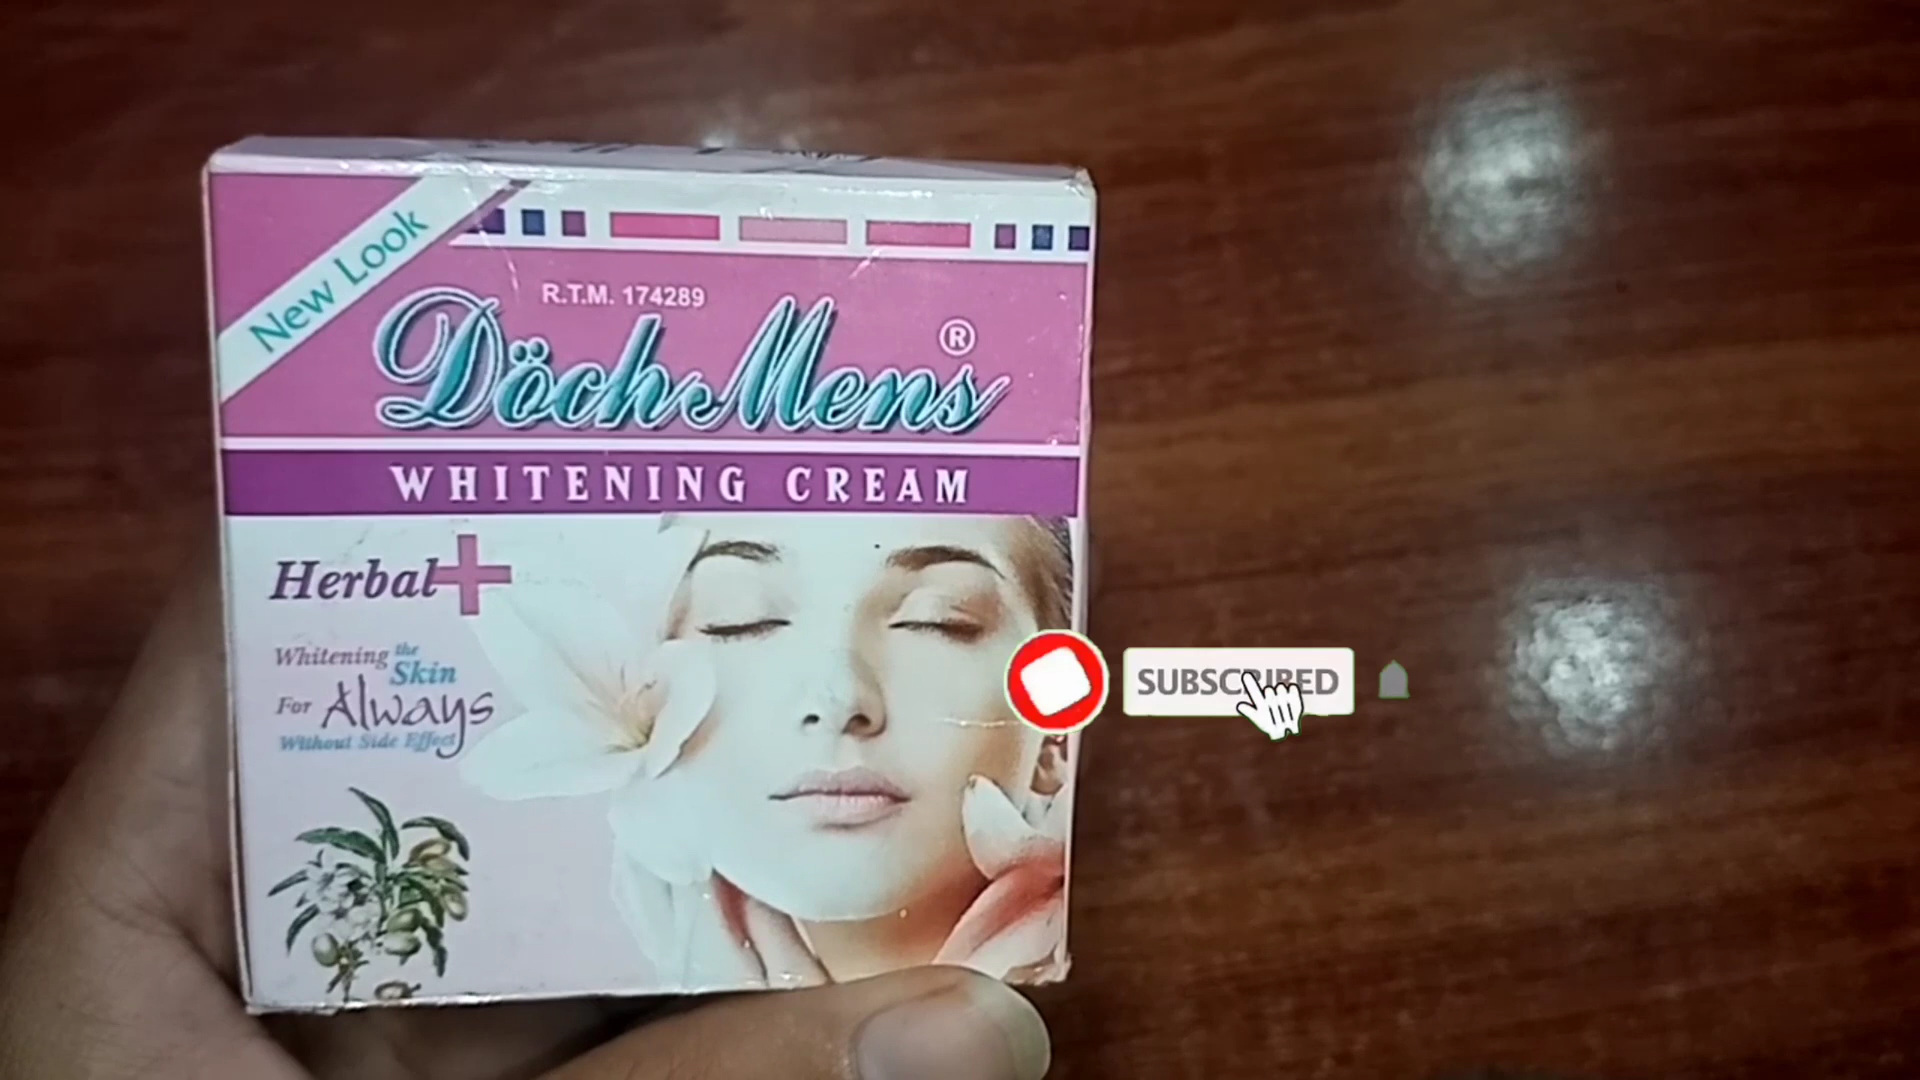 New Look
R.T.M. 174289
Döch Mens ®
WHITENING CREAM
Herbal+
Whitening the Skin
For Always
Without Side Effect
SUBSCRIBED